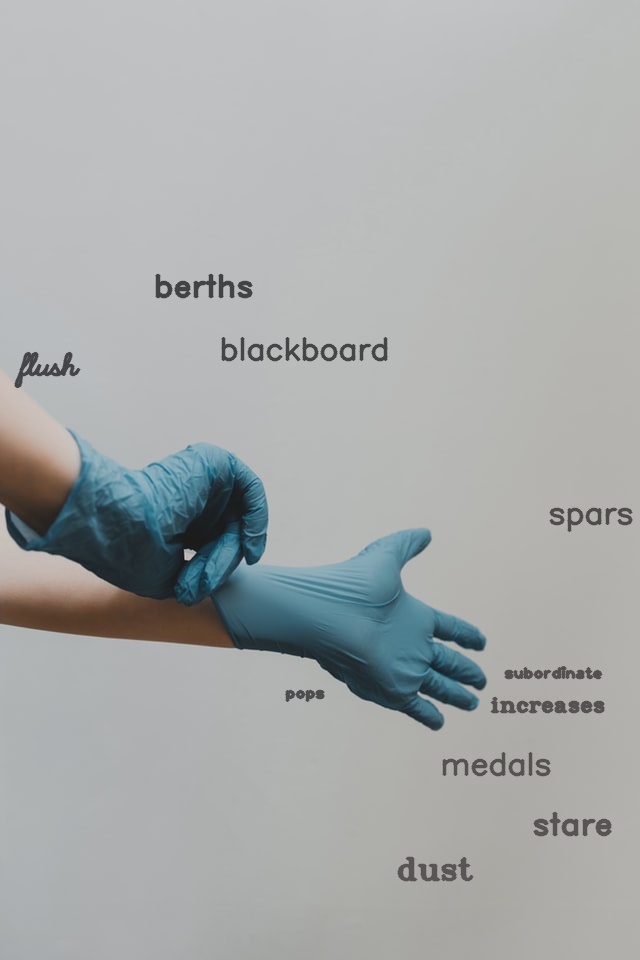 berths
blackboard
flush
spars
subordinate
pops
increases
medals
stare
dust